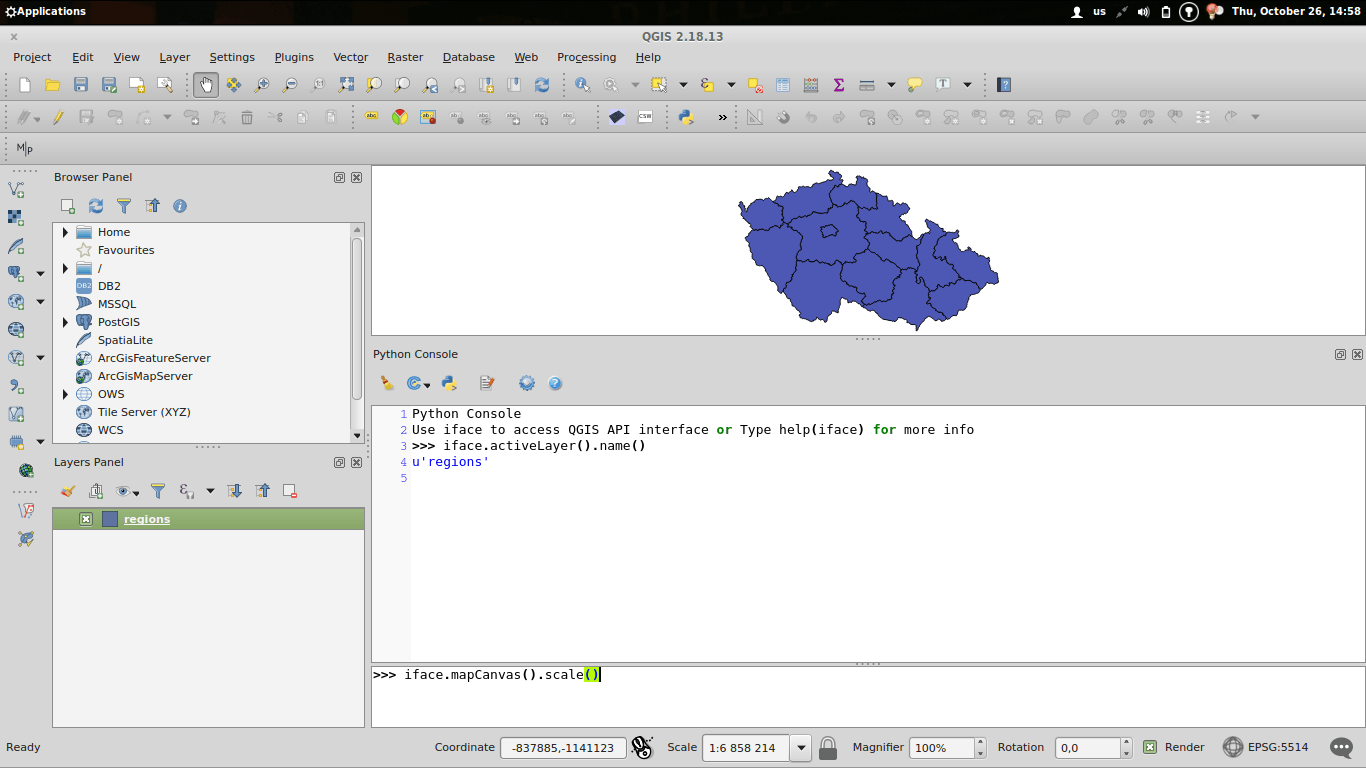 Applications
us
Thu, October 26, 14:58
QGIS 2.18.13
Project Edit View Layer Settings Plugins Vector Raster Database Web Processing Help
abc abc CSW
M|P
Browser Panel
Home
Favourites
/
DB2 DB2
MSSQL
PostGIS
SpatiaLite
ArcGisFeatureServer
ArcGisMapServer
OWS
Tile Server (XYZ)
WCS
Layers Panel
regions
Python Console
1 Python Console
2 Use iface to access QGIS API interface or Type help(iface) for more info
3 >>> iface.activeLayer().name()
4 u'regions'
5
>>> iface.mapCanvas().scale()
Ready
Coordinate -837885,-1141123
Scale 1:6 858 214
Magnifier 100%
Rotation 0,0
Render
EPSG:5514